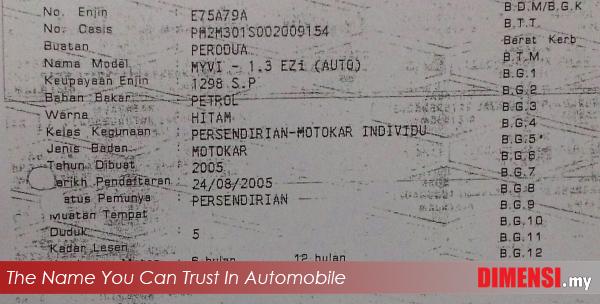 No. Enjin : E75A79A
No. Casis : PM2M301S002009154
Buatan : PERODUA
Nama Model : MYVI - 1.3 EZi (AUTO)
Keupayaan Enjin : 1298 S.P
Bahan Bakar : PETROL
Warna : HITAM
Kelas Kegunaan : PERSENDIRIAN-MOTOKAR INDIVIDU
Jenis Badan : MOTOKAR
Tahun Dibuat : 2005
arikh Pendaftaran : 24/08/2005
atus Pemunya : PERSENDIRIAN
Muatan Tempat
Duduk : 5
Kadar Lesen
6 bulan 12 bulan
B.D.M/B.G.K
B.T.T.
Berat Kerb
B.T.M.
B.G.1
B.G.2
B.G.3
B.G.4
B.G.5
B.G.6
B.G.7
B.G.8
B.G.9
B.G.10
B.G.11
B.G.12
The Name You Can Trust In Automobile
DIMENSI.my